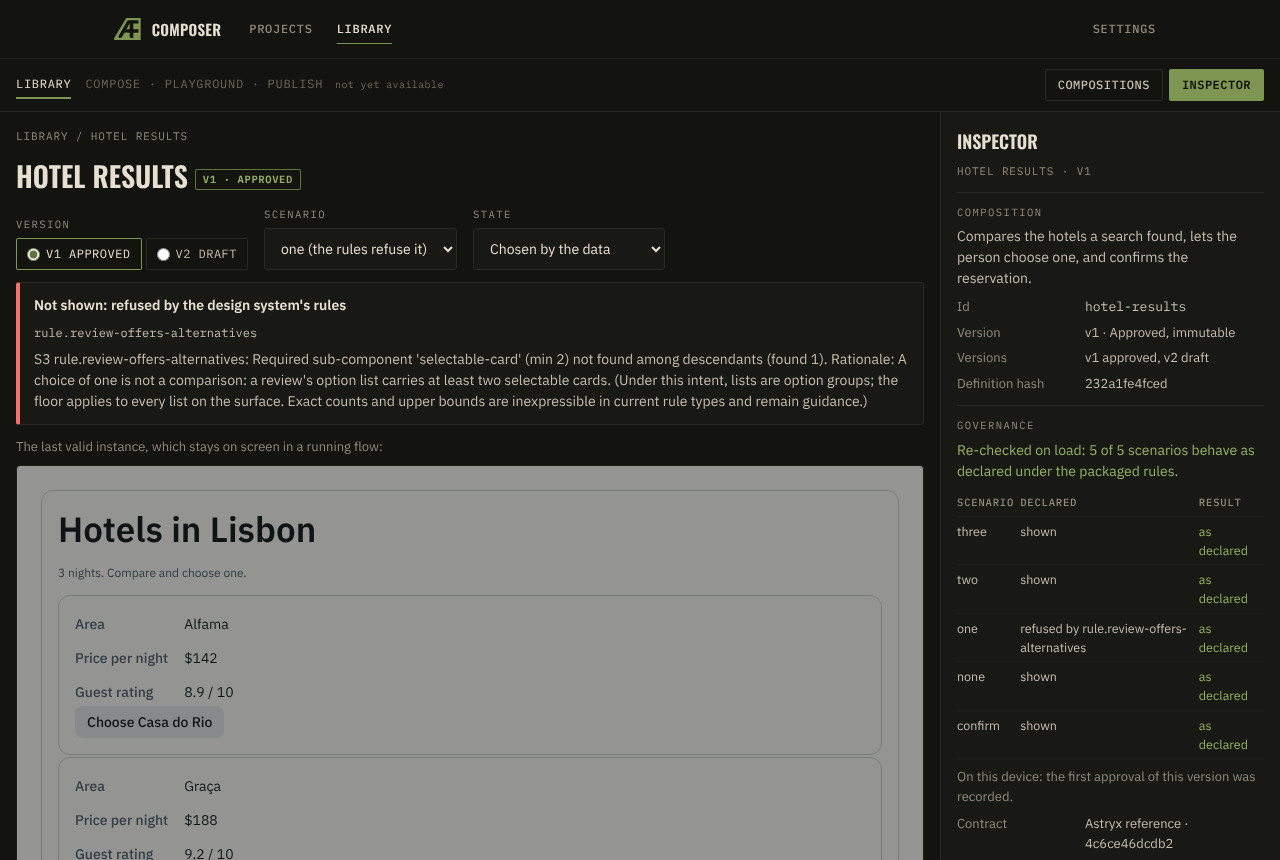 COMPOSER PROJECTS LIBRARY SETTINGS
LIBRARY COMPOSE · PLAYGROUND · PUBLISH not yet available COMPOSITIONS INSPECTOR
LIBRARY / HOTEL RESULTS
HOTEL RESULTS V1 · APPROVED
VERSION SCENARIO STATE
V1 APPROVED V2 DRAFT one (the rules refuse it) Chosen by the data
Not shown: refused by the design system's rules
rule.review-offers-alternatives
S3 rule.review-offers-alternatives: Required sub-component 'selectable-card' (min 2) not found among descendants (found 1). Rationale: A
choice of one is not a comparison: a review's option list carries at least two selectable cards. (Under this intent, lists are option groups; the
floor applies to every list on the surface. Exact counts and upper bounds are inexpressible in current rule types and remain guidance.)
The last valid instance, which stays on screen in a running flow:
Hotels in Lisbon
3 nights. Compare and choose one.
Area Alfama
Price per night $142
Guest rating 8.9 / 10
Choose Casa do Rio
Area Graça
Price per night $188
Guest rating 9.2 / 10
INSPECTOR
HOTEL RESULTS · V1
COMPOSITION
Compares the hotels a search found, lets the
person choose one, and confirms the
reservation.
Id hotel-results
Version v1 · Approved, immutable
Versions v1 approved, v2 draft
Definition hash 232a1fe4fced
GOVERNANCE
Re-checked on load: 5 of 5 scenarios behave as
declared under the packaged rules.
SCENARIO DECLARED RESULT
three shown as
declared
two shown as
declared
one refused by rule.review-offers- as
alternatives declared
none shown as
declared
confirm shown as
declared
On this device: the first approval of this version was
recorded.
Contract Astryx reference ·
4c6ce46dcdb2